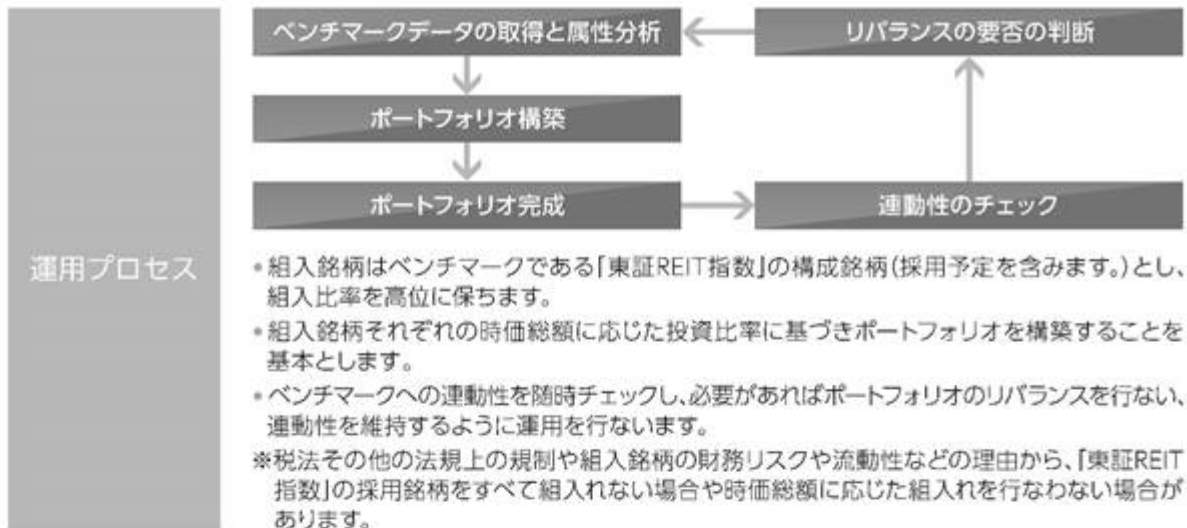 運用プロセス
ベンチマークデータの取得と属性分析
リバランスの要否の判断
ポートフォリオ構築
ポートフォリオ完成
連動性のチェック
•組入銘柄はベンチマークである「東証REIT指数」の構成銘柄(採用予定を含みます。)とし、
組入比率を高位に保ちます。
•組入銘柄それぞれの時価総額に応じた投資比率に基づきポートフォリオを構築することを
基本とします。
•ベンチマークへの連動性を随時チェックし、必要があればポートフォリオのリバランスを行ない、
連動性を維持するように運用を行ないます。
※税法その他の法規上の規制や組入銘柄の財務リスクや流動性などの理由から、「東証REIT
指数」の採用銘柄をすべて組入れない場合や時価総額に応じた組入れを行なわない場合が
あります。